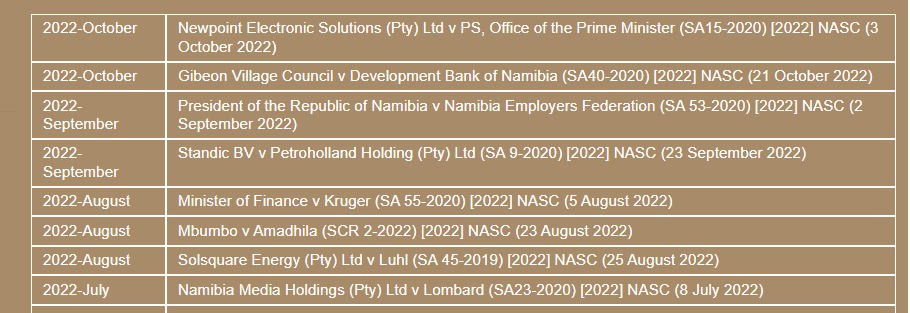 2022-October Newpoint Electronic Solutions (Pty) Ltd v PS, Office of the Prime Minister (SA15-2020) [2022] NASC (3
October 2022)
2022-October Gibeon Village Council v Development Bank of Namibia (SA40-2020) [2022] NASC (21 October 2022)
2022- President of the Republic of Namibia v Namibia Employers Federation (SA 53-2020) [2022] NASC (2
September September 2022)
2022- Standic BV v Petroholland Holding (Pty) Ltd (SA 9-2020) [2022] NASC (23 September 2022)
September
2022-August Minister of Finance v Kruger (SA 55-2020) [2022] NASC (5 August 2022)
2022-August Mbumbo v Amadhila (SCR 2-2022) [2022] NASC (23 August 2022)
2022-August Solsquare Energy (Pty) Ltd v Luhl (SA 45-2019) [2022] NASC (25 August 2022)
2022-July Namibia Media Holdings (Pty) Ltd v Lombard (SA23-2020) [2022] NASC (8 July 2022)